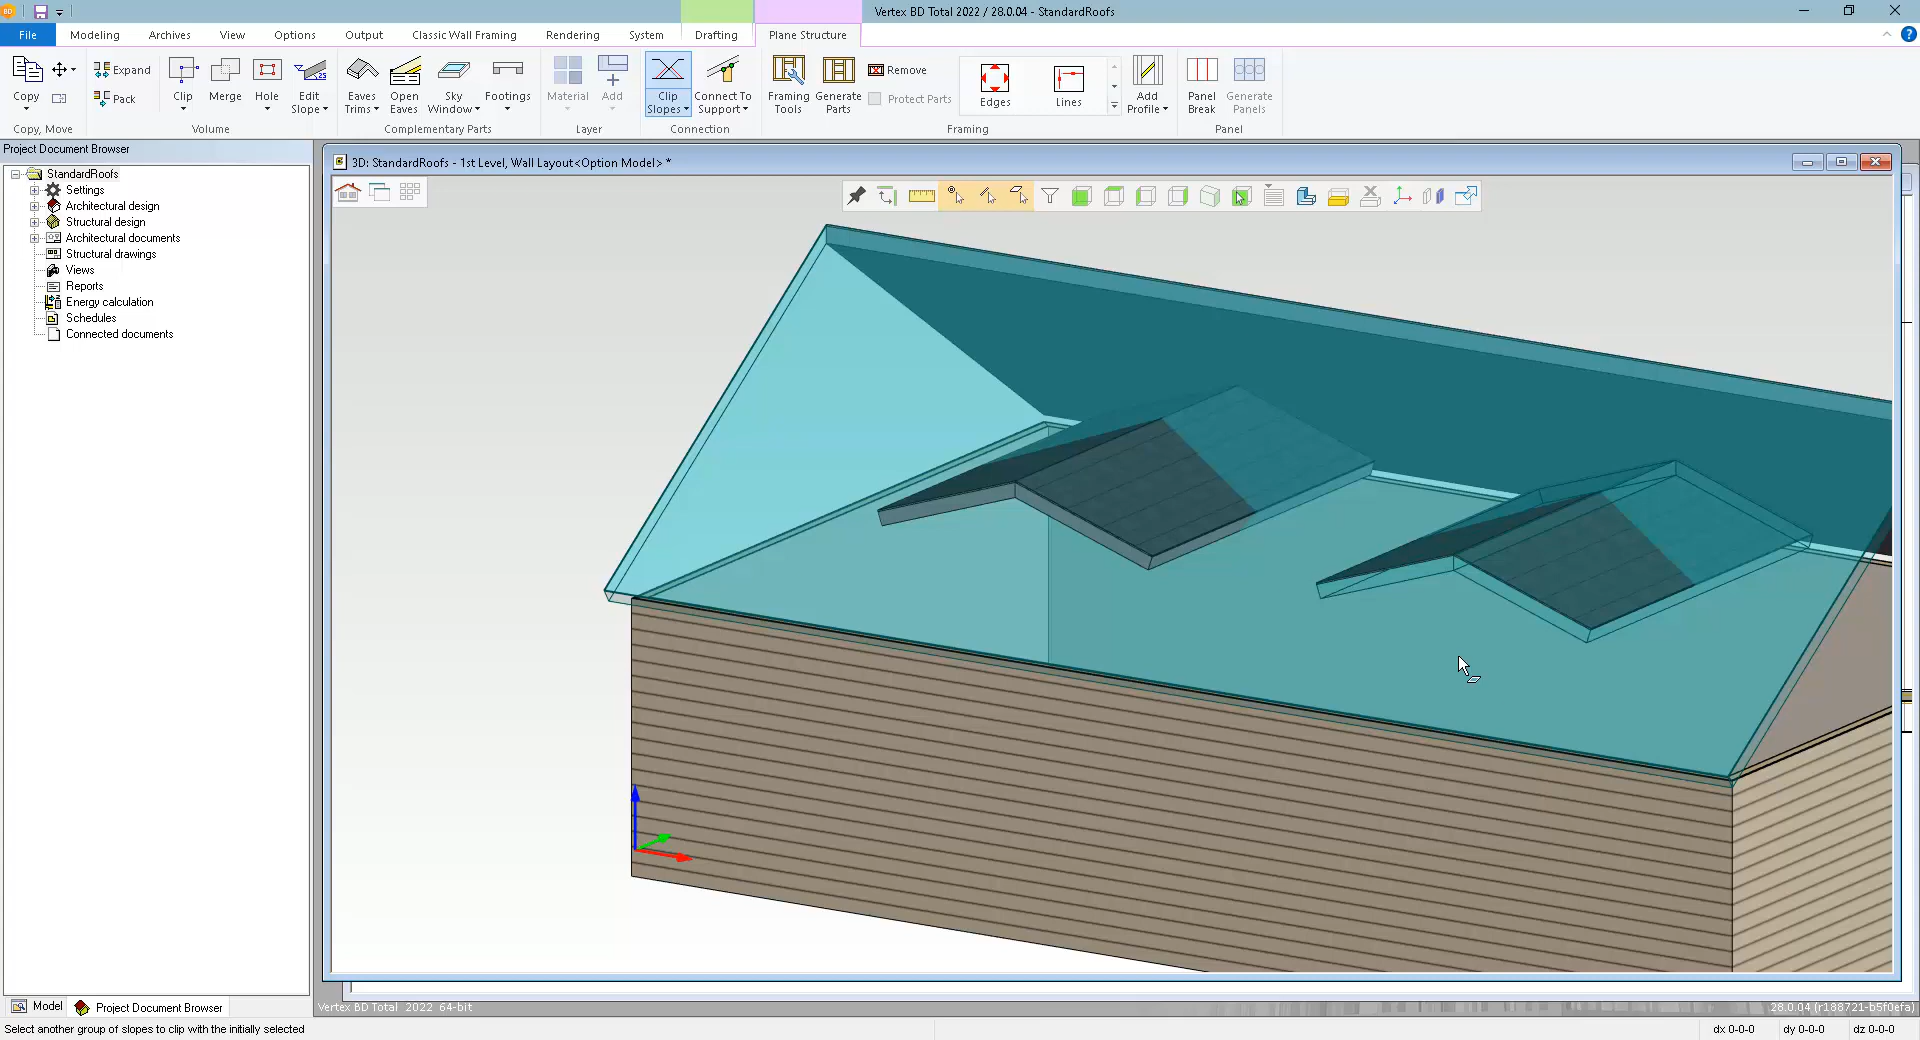 BD
Vertex BD Total 2022 / 28.0.04 - StandardRoofs
File Modeling Archives View Options Output Classic Wall Framing Rendering System Drafting Plane Structure
Copy
Expand
Pack
Copy, Move
Clip Merge Hole Edit Slope
Volume
Eaves Trims Open Eaves Sky Window Footings
Complementary Parts
Material Add
Layer
Clip Slopes Connect To Support
Connection
Framing Tools Generate Parts
Remove
Protect Parts
Edges Lines
Add Profile
Framing
Panel Break Generate Panels
Panel
Project Document Browser
StandardRoofs
Settings
Architectural design
Structural design
Architectural documents
Structural drawings
Views
Reports
Energy calculation
Schedules
Connected documents
3D: StandardRoofs - 1st Level, Wall Layout<Option Model> *
Model Project Document Browser
Vertex BD Total 2022 64-bit
28.0.04 (r188721-b5f0efa)
Select another group of slopes to clip with the initially selected
dx 0-0-0 dy 0-0-0 dz 0-0-0